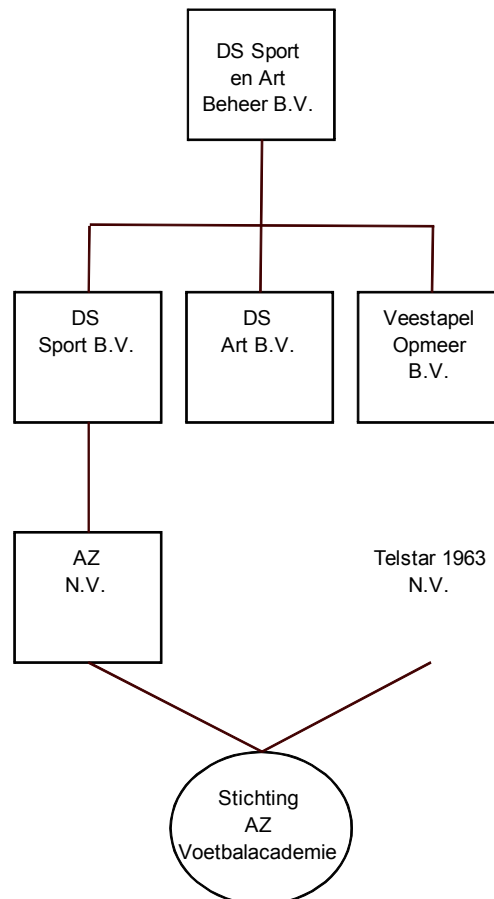 DS Sport
en Art
Beheer B.V.
DS
Sport B.V.
DS
Art B.V.
Veestapel
Opmeer
B.V.
AZ
N.V.
Telstar 1963
N.V.
Stichting
AZ
Voetbalacademie